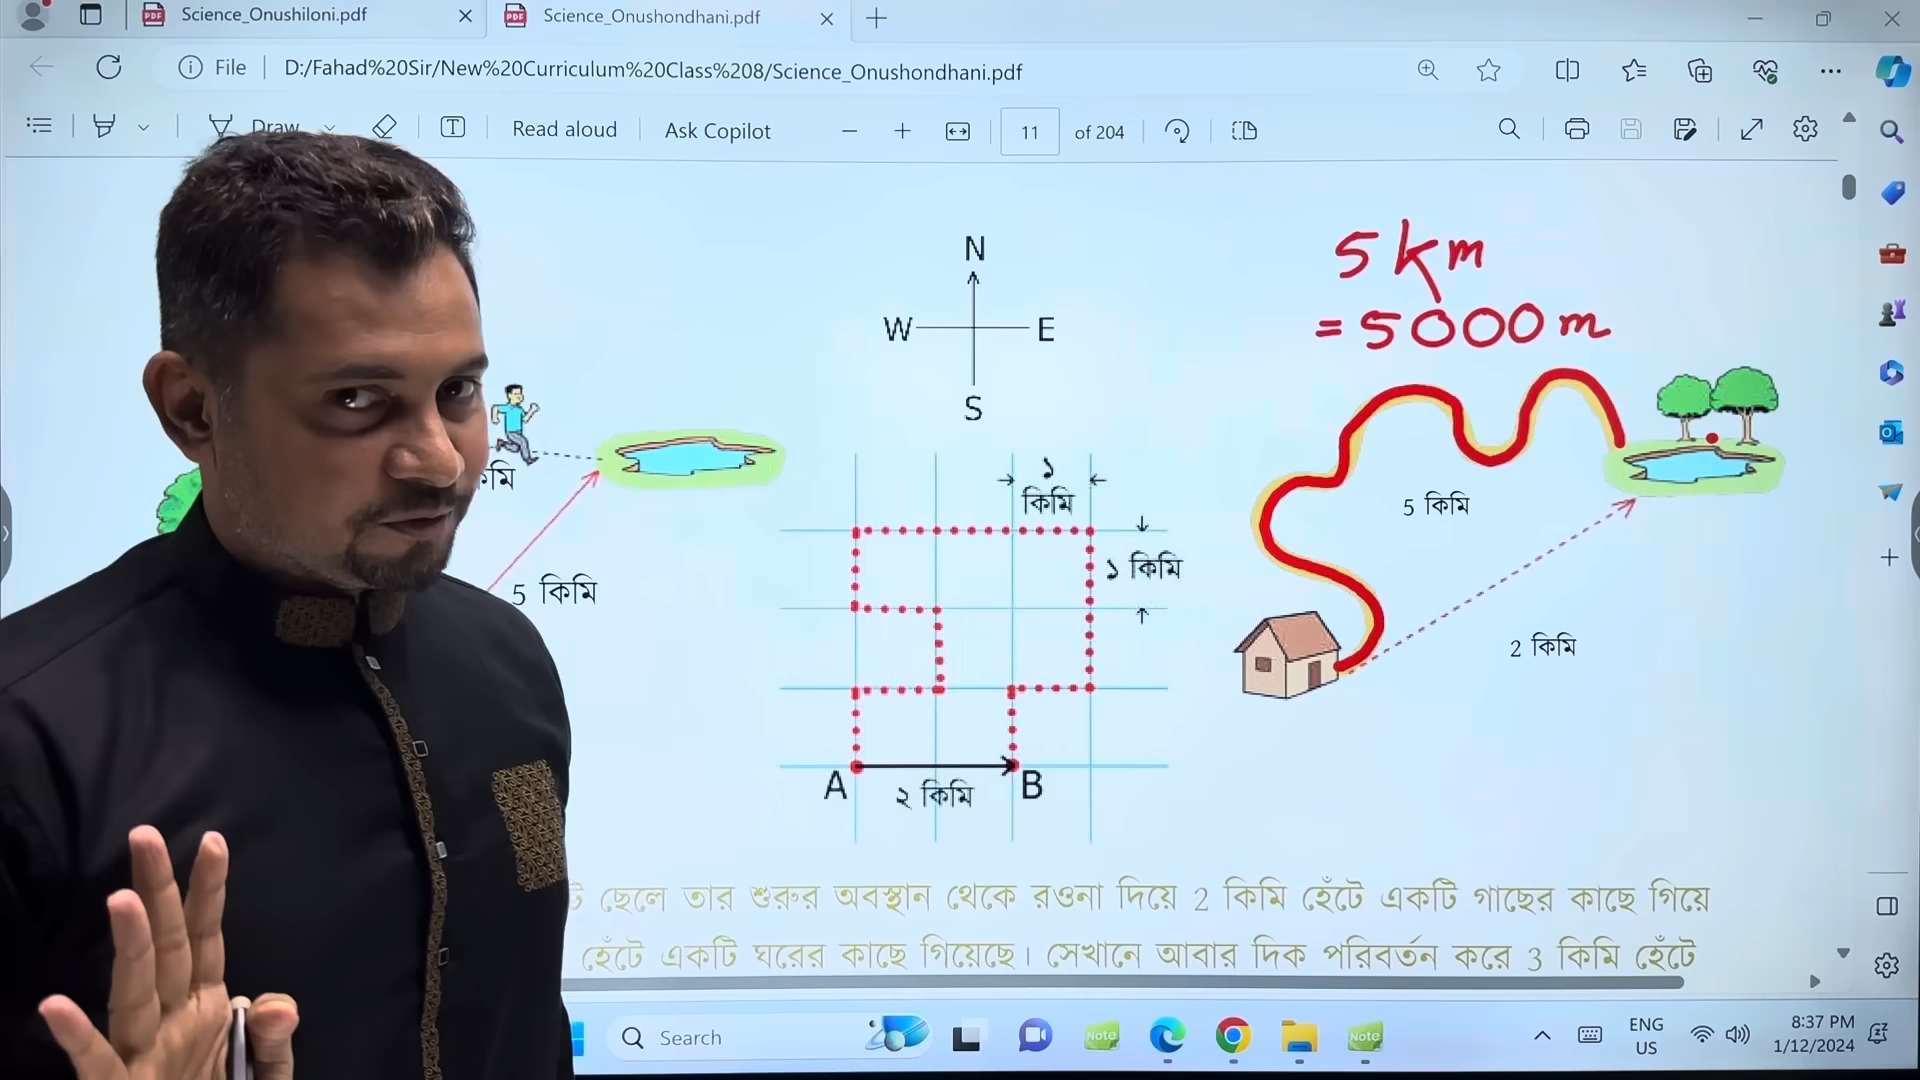 Science_Onushiloni.pdf
Science_Onushondhani.pdf
File
D:/Fahad%20Sir/New%20Curriculum%20Class%208/Science_Onushondhani.pdf
Draw
Read aloud
Ask Copilot
11
of 204
N
W
E
S
5 km
= 5000 m
১
কিমি
১ কিমি
5 কিমি
5 কিমি
2 কিমি
A
B
২ কিমি
ছেলে তার শুরুর অবস্থান থেকে রওনা দিয়ে 2 কিমি হেঁটে একটি গাছের কাছে গিয়ে
হেঁটে একটি ঘরের কাছে গিয়েছে। সেখানে আবার দিক পরিবর্তন করে 3 কিমি হেঁটে
Search
Note
Note
ENG
US
8:37 PM
1/12/2024